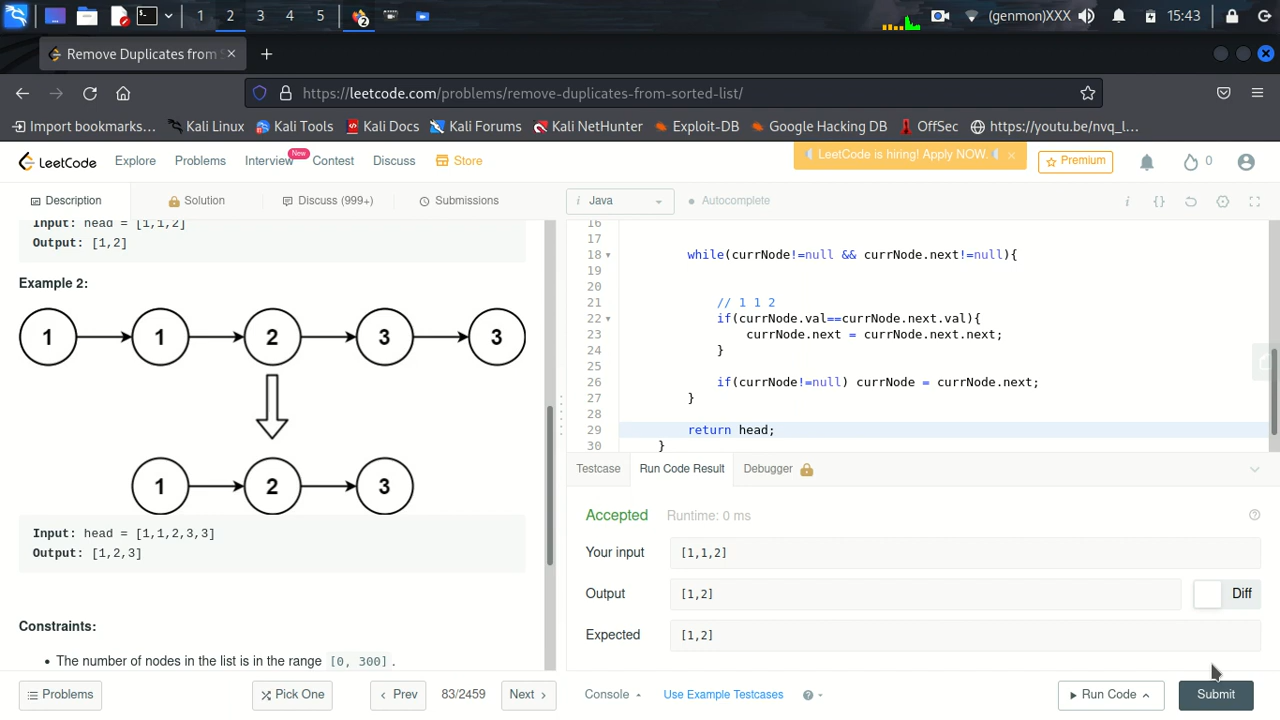 1 2 3 4 5 2 (genmon)XXX 15:43
Remove Duplicates from S × +
https://leetcode.com/problems/remove-duplicates-from-sorted-list/
Import bookmarks... Kali Linux Kali Tools Kali Docs Kali Forums Kali NetHunter Exploit-DB Google Hacking DB OffSec https://youtu.be/nvq_l...
LeetCode Explore Problems Interview New Contest Discuss Store LeetCode is hiring! Apply NOW. × Premium 0
Description Solution Discuss (999+) Submissions
i Java Autocomplete i {}
Input: head = [1,1,2]
Output: [1,2]
Example 2:
1 1 2 3 3
1 2 3
Input: head = [1,1,2,3,3]
Output: [1,2,3]
Constraints:
• The number of nodes in the list is in the range [0, 300].
16
17
18 while(currNode!=null && currNode.next!=null){
19
20
21 // 1 1 2
22 if(currNode.val==currNode.next.val){
23 currNode.next = currNode.next.next;
24 }
25
26 if(currNode!=null) currNode = currNode.next;
27 }
28
29 return head;
30 }
Testcase Run Code Result Debugger
Accepted Runtime: 0 ms ?
Your input [1,1,2]
Output [1,2] Diff
Expected [1,2]
Problems Pick One Prev 83/2459 Next Console Use Example Testcases ? Run Code Submit